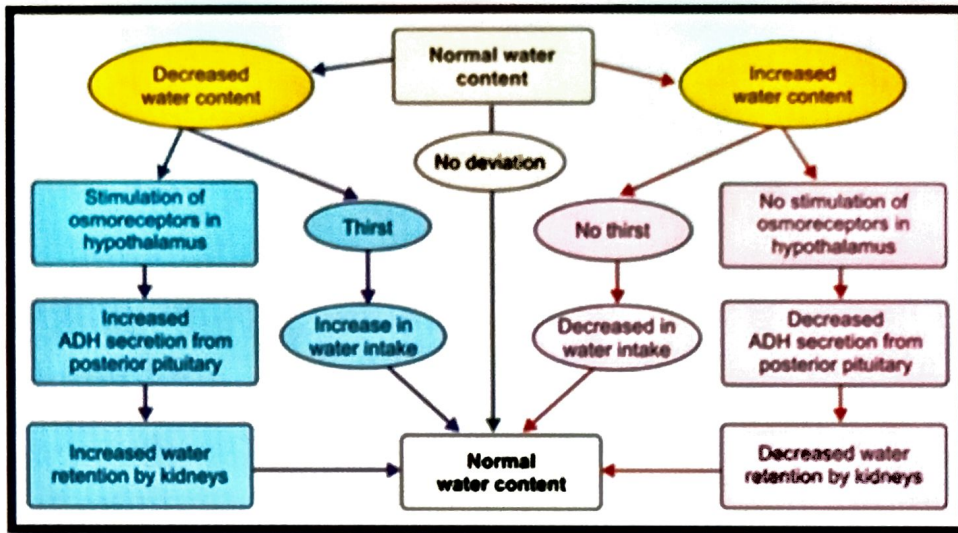 Normal water
content
Decreased
water content
Increased
water content
No deviation
Stimulation of
osmoreceptors in
hypothalamus
Thirst
No thirst
No stimulation of
osmoreceptors in
hypothalamus
Increased
ADH secretion from
posterior pituitary
Increase in
water intake
Decreased in
water intake
Decreased
ADH secretion from
posterior pituitary
Increased water
retention by kidneys
Normal
water content
Decreased water
retention by kidneys